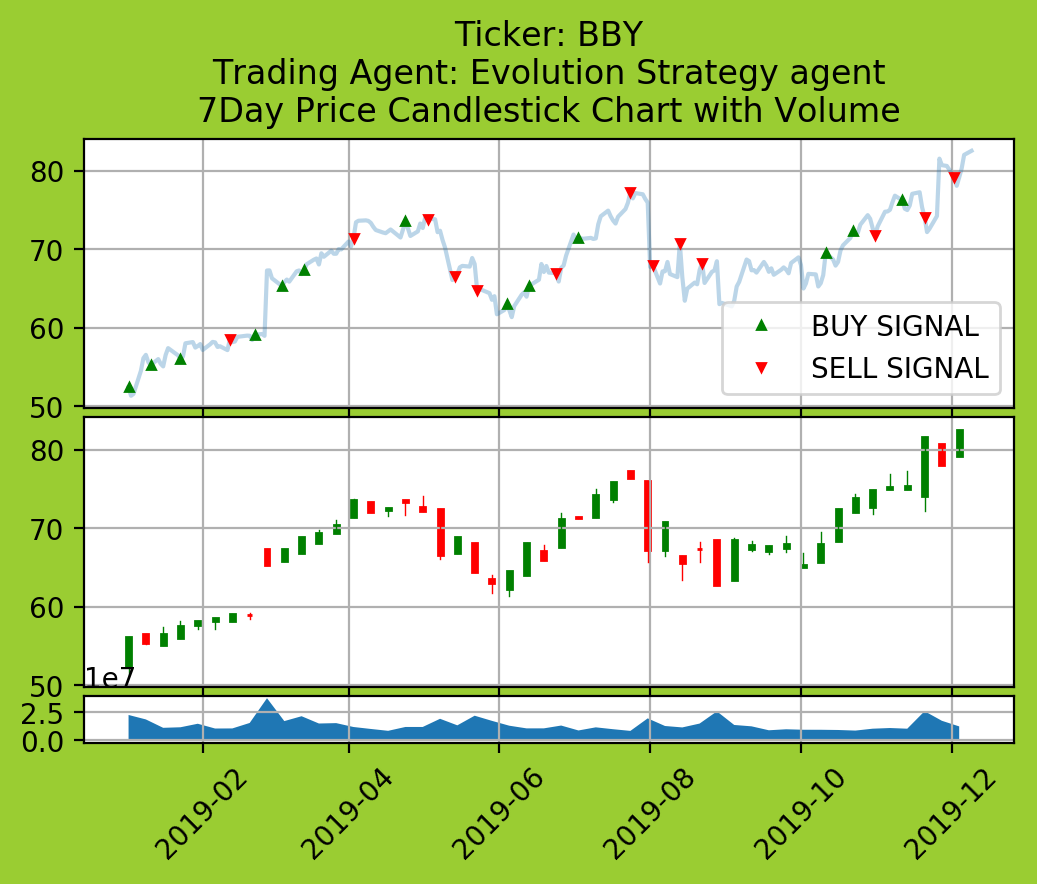 Ticker: BBY
Trading Agent: Evolution Strategy agent
7Day Price Candlestick Chart with Volume
80
70
60
50
BUY SIGNAL
SELL SIGNAL
80
70
60
50
1e7
2.5
0.0
2019-02
2019-04
2019-06
2019-08
2019-10
2019-12